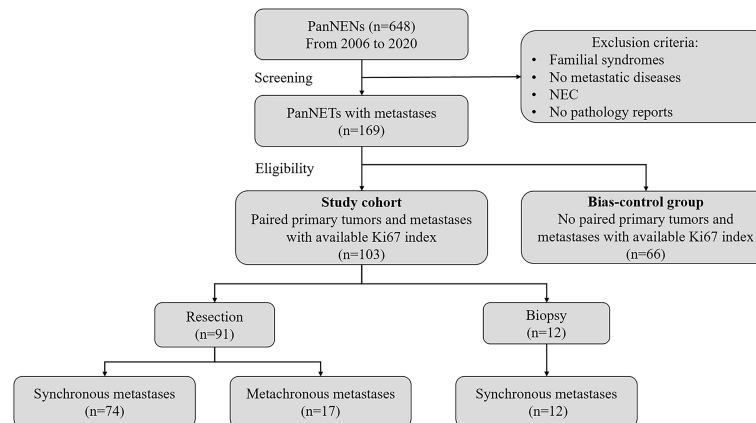 PanNENs (n=648)
From 2006 to 2020
Screening
Exclusion criteria:
• Familial syndromes
• No metastatic diseases
• NEC
• No pathology reports
PanNETs with metastases
(n=169)
Eligibility
Study cohort
Paired primary tumors and metastases
with available Ki67 index
(n=103)
Bias-control group
No paired primary tumors and
metastases with available Ki67 index
(n=66)
Resection
(n=91)
Biopsy
(n=12)
Synchronous metastases
(n=74)
Metachronous metastases
(n=17)
Synchronous metastases
(n=12)